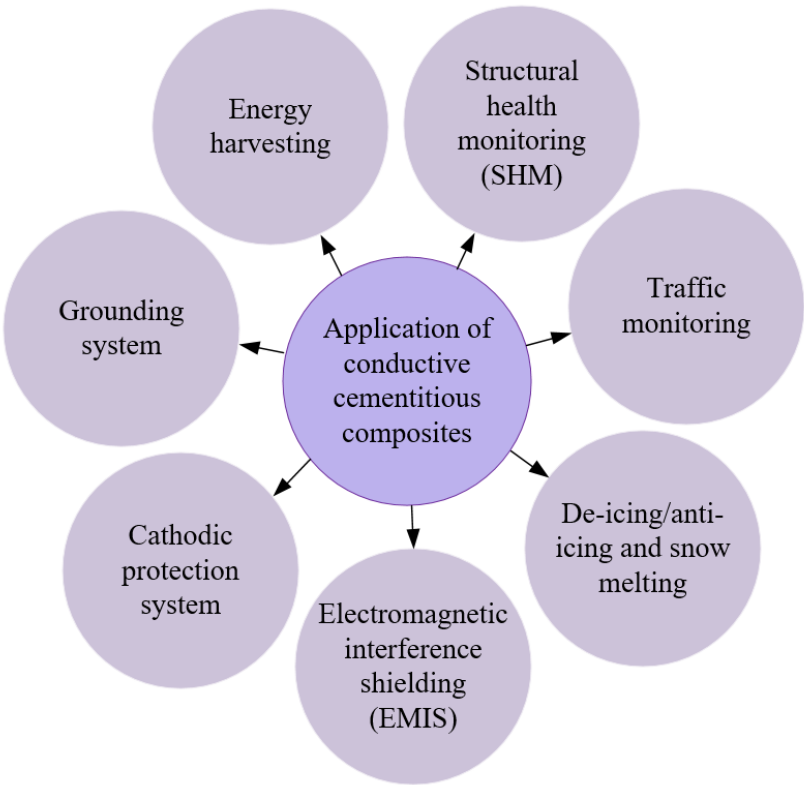 Energy
harvesting
Structural
health
monitoring
(SHM)
Grounding
system
Application of
conductive
cementitious
composites
Traffic
monitoring
Cathodic
protection
system
Electromagnetic
interference
shielding
(EMIS)
De-icing/anti-
icing and snow
melting